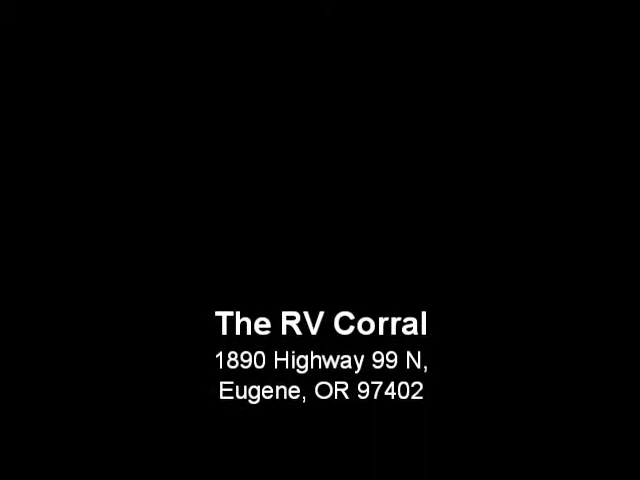 The RV Corral
1890 Highway 99 N,
Eugene, OR 97402